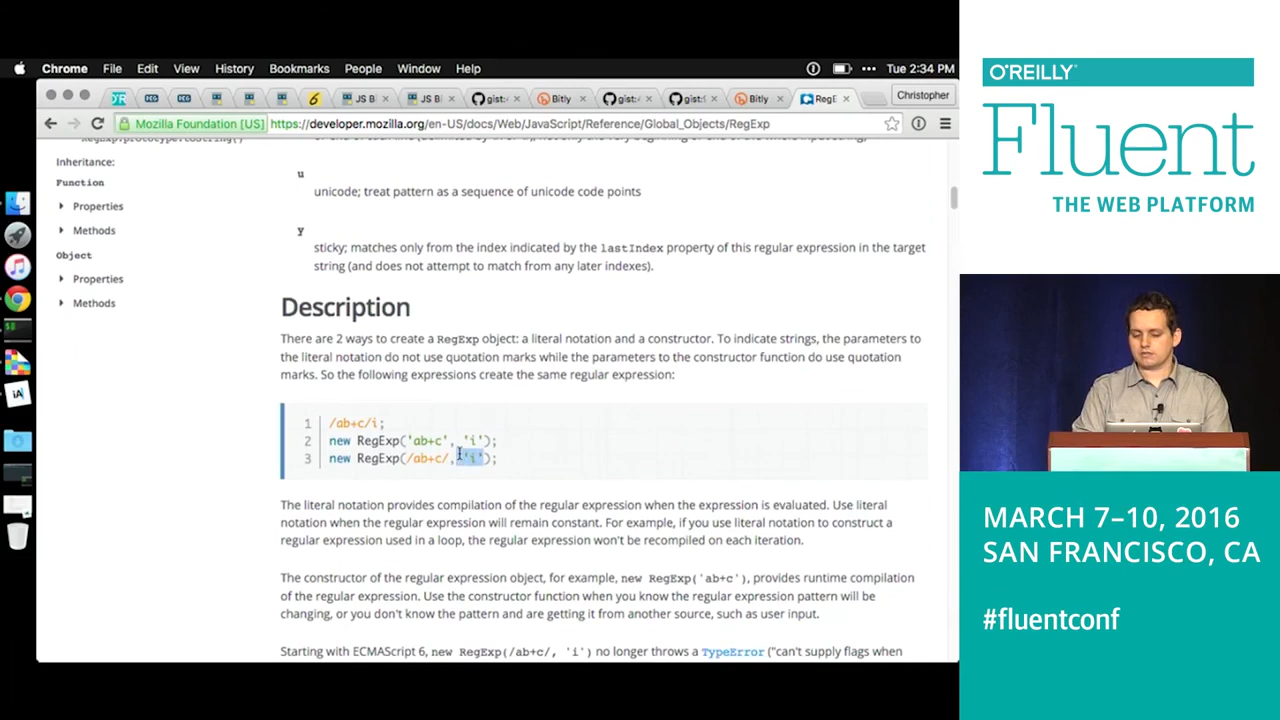 Chrome File Edit View History Bookmarks People Window Help Tue 2:34 PM
JS B JS B gist: Bitly gist: gist: Bitly RegE Christopher
Mozilla Foundation [US] https://developer.mozilla.org/en-US/docs/Web/JavaScript/Reference/Global_Objects/RegExp
Inheritance:
Function
Properties
Methods
Object
Properties
Methods
u
unicode; treat pattern as a sequence of unicode code points
y
sticky; matches only from the index indicated by the lastIndex property of this regular expression in the target
string (and does not attempt to match from any later indexes).
Description
There are 2 ways to create a RegExp object: a literal notation and a constructor. To indicate strings, the parameters to
the literal notation do not use quotation marks while the parameters to the constructor function do use quotation
marks. So the following expressions create the same regular expression:
1 /ab+c/i;
2 new RegExp('ab+c', 'i');
3 new RegExp(/ab+c/, 'i');
The literal notation provides compilation of the regular expression when the expression is evaluated. Use literal
notation when the regular expression will remain constant. For example, if you use literal notation to construct a
regular expression used in a loop, the regular expression won't be recompiled on each iteration.
The constructor of the regular expression object, for example, new RegExp('ab+c'), provides runtime compilation
of the regular expression. Use the constructor function when you know the regular expression pattern will be
changing, or you don't know the pattern and are getting it from another source, such as user input.
Starting with ECMAScript 6, new RegExp(/ab+c/, 'i') no longer throws a TypeError ("can't supply flags when
O'REILLY®
Fluent
THE WEB PLATFORM
MARCH 7–10, 2016
SAN FRANCISCO, CA
#fluentconf